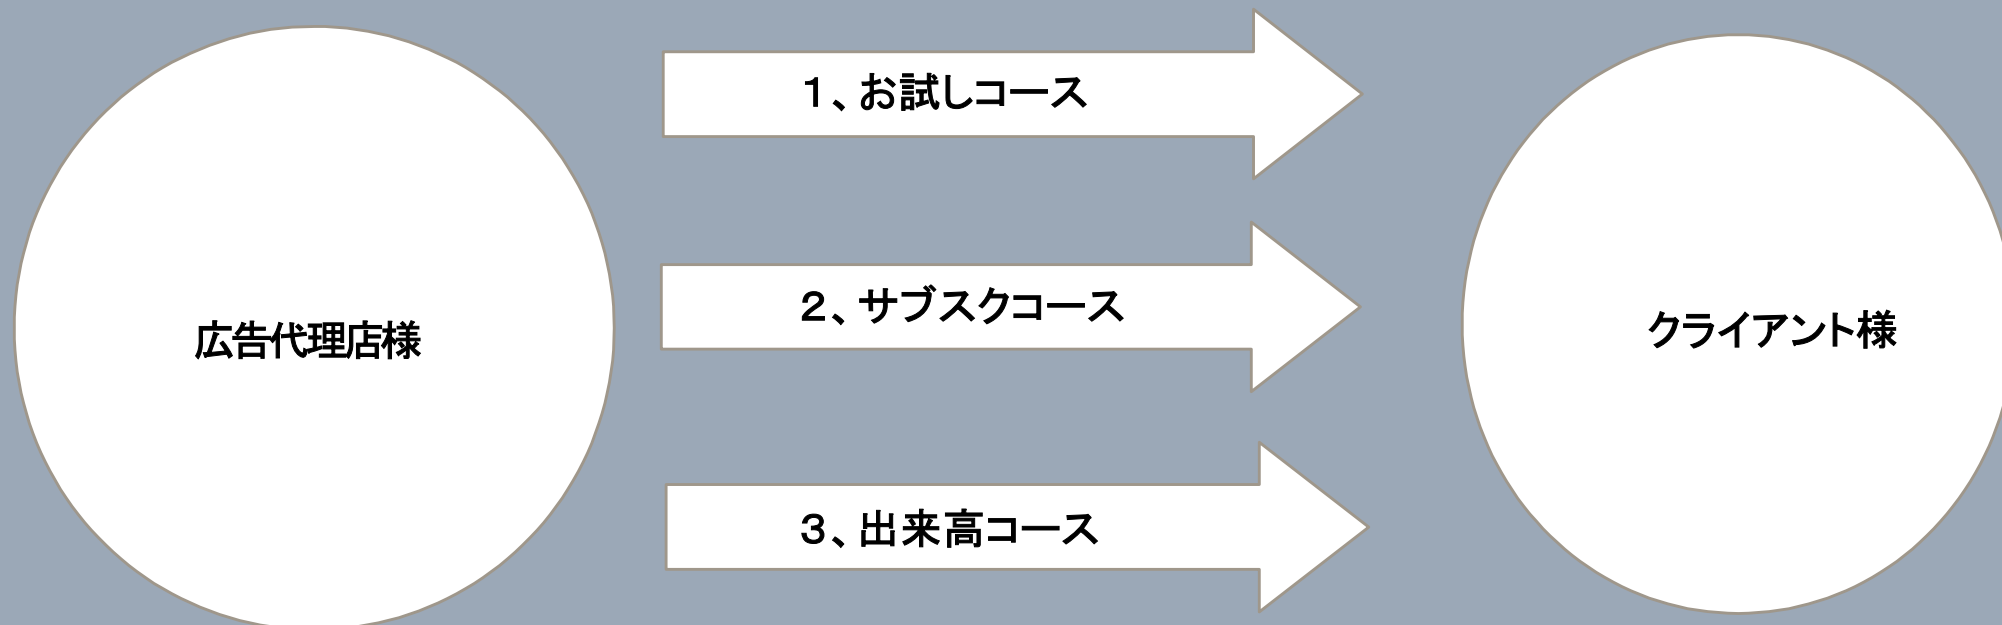 １、お試しコース
２、サブスクコース
広告代理店様
クライアント様
３、出来高コース